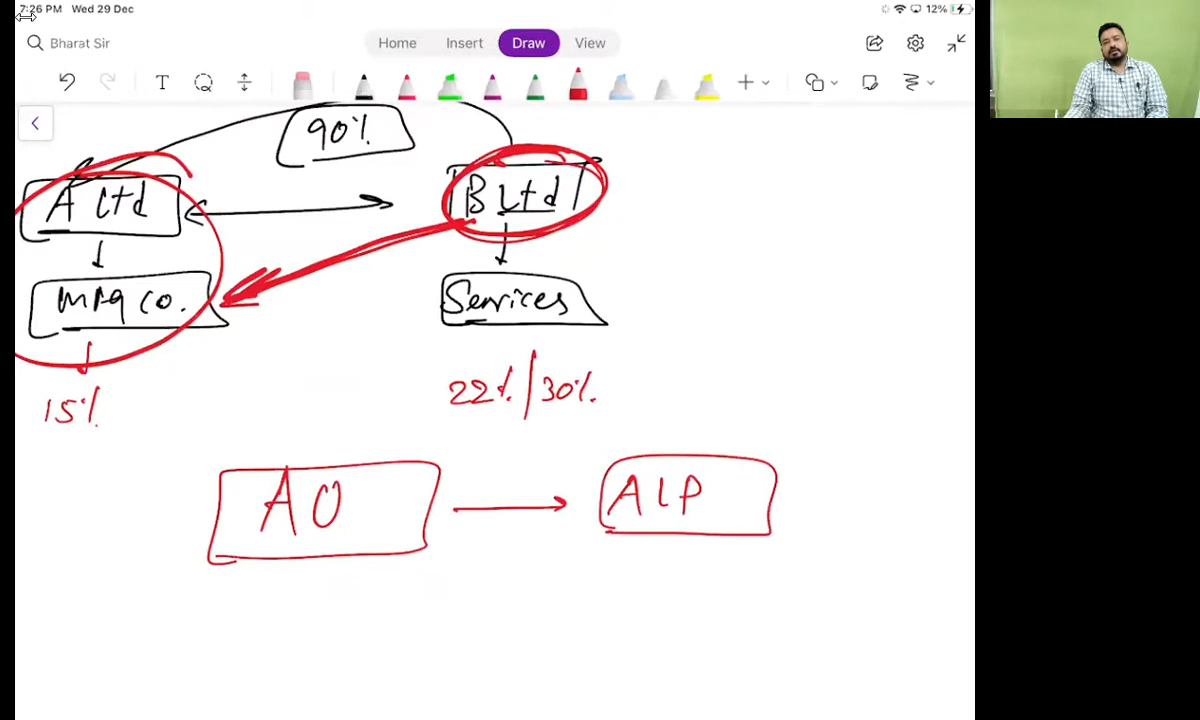 7:26 PM Wed 29 Dec
12%
Bharat Sir
Home Insert Draw View
T
90%
A Ltd
B Ltd
Mfg co.
Services
15%
22% / 30%
AO
ALP